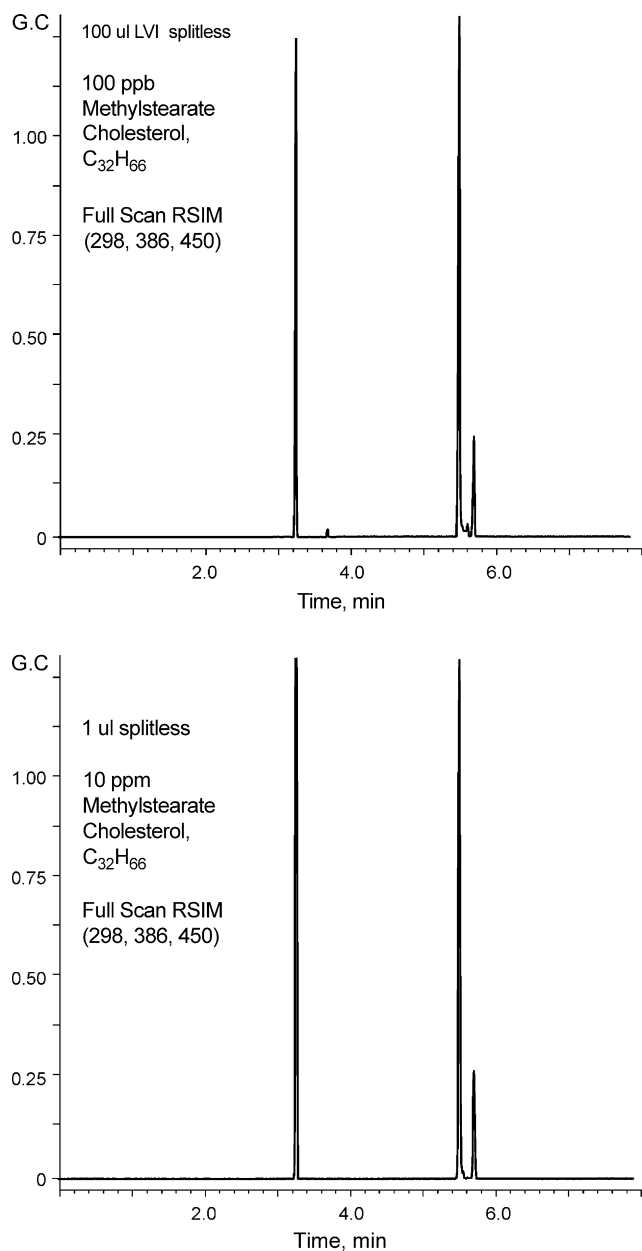 G.C
100 ul LVI splitless
100 ppb
Methylstearate
Cholesterol,
C₃₂H₆₆
Full Scan RSIM
(298, 386, 450)
1.00
0.75
0.50
0.25
0
2.0 4.0 6.0
Time, min
G.C
1 ul splitless
10 ppm
Methylstearate
Cholesterol,
C₃₂H₆₆
Full Scan RSIM
(298, 386, 450)
1.00
0.75
0.50
0.25
0
2.0 4.0 6.0
Time, min